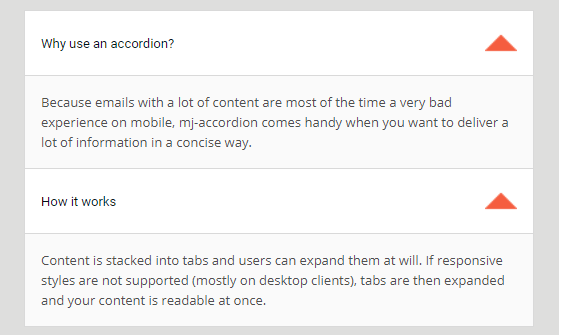 Why use an accordion?
Because emails with a lot of content are most of the time a very bad
experience on mobile, mj-accordion comes handy when you want to deliver a
lot of information in a concise way.
How it works
Content is stacked into tabs and users can expand them at will. If responsive
styles are not supported (mostly on desktop clients), tabs are then expanded
and your content is readable at once.